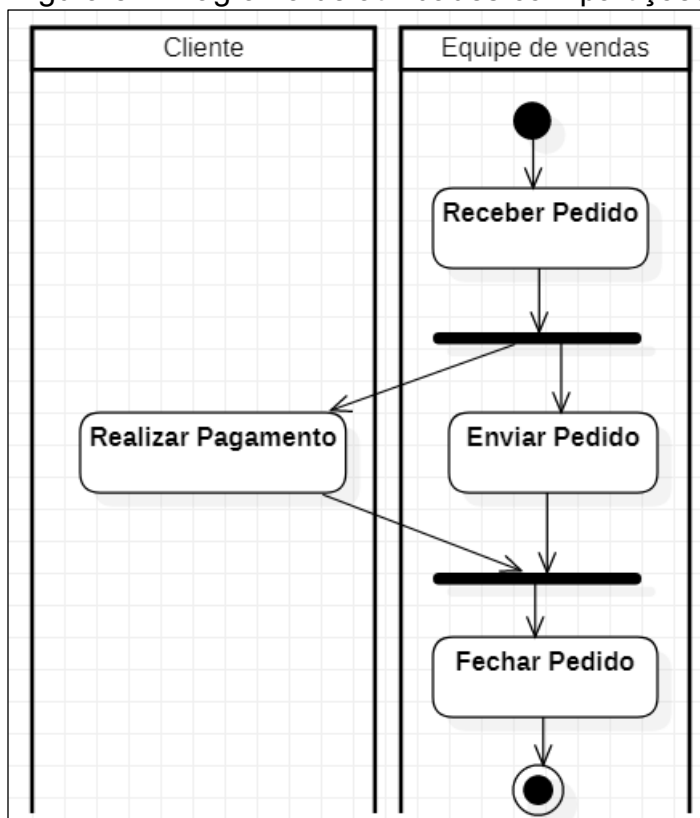 Cliente
Equipe de vendas
Receber Pedido
Realizar Pagamento
Enviar Pedido
Fechar Pedido